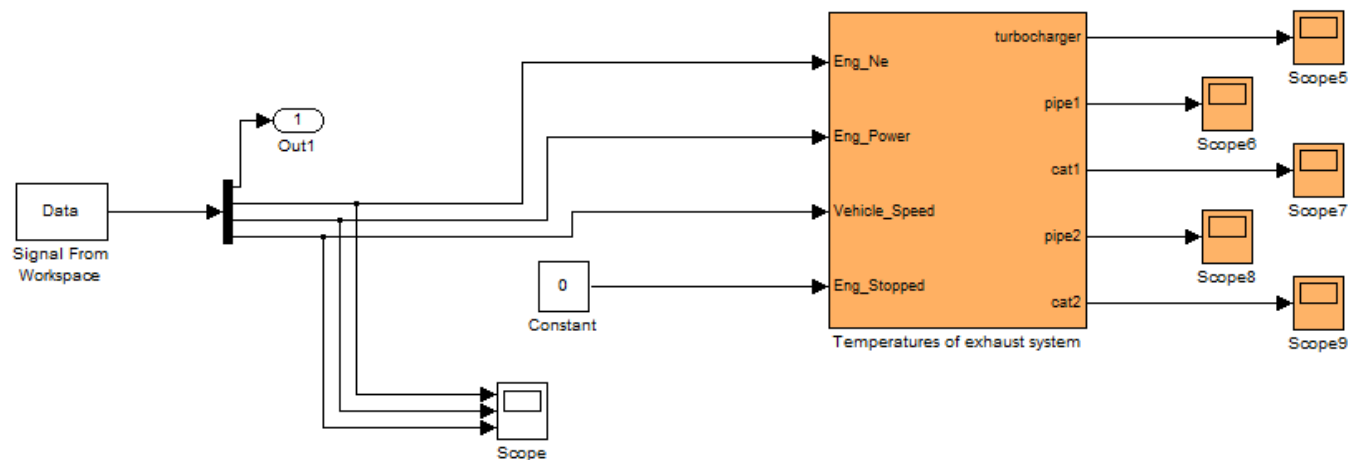 turbocharger
Scope5
Eng_Ne
pipe1
Scope6
1
Out1
Eng_Power
cat1
Scope7
Data
Signal From
Workspace
Vehicle_Speed
pipe2
Scope8
0
Constant
Eng_Stopped
cat2
Scope9
Temperatures of exhaust system
Scope